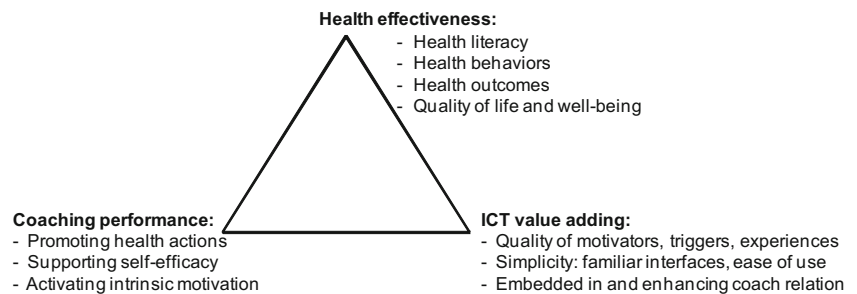 Health effectiveness:
- Health literacy
- Health behaviors
- Health outcomes
- Quality of life and well-being
Coaching performance:
- Promoting health actions
- Supporting self-efficacy
- Activating intrinsic motivation
ICT value adding:
- Quality of motivators, triggers, experiences
- Simplicity: familiar interfaces, ease of use
- Embedded in and enhancing coach relation